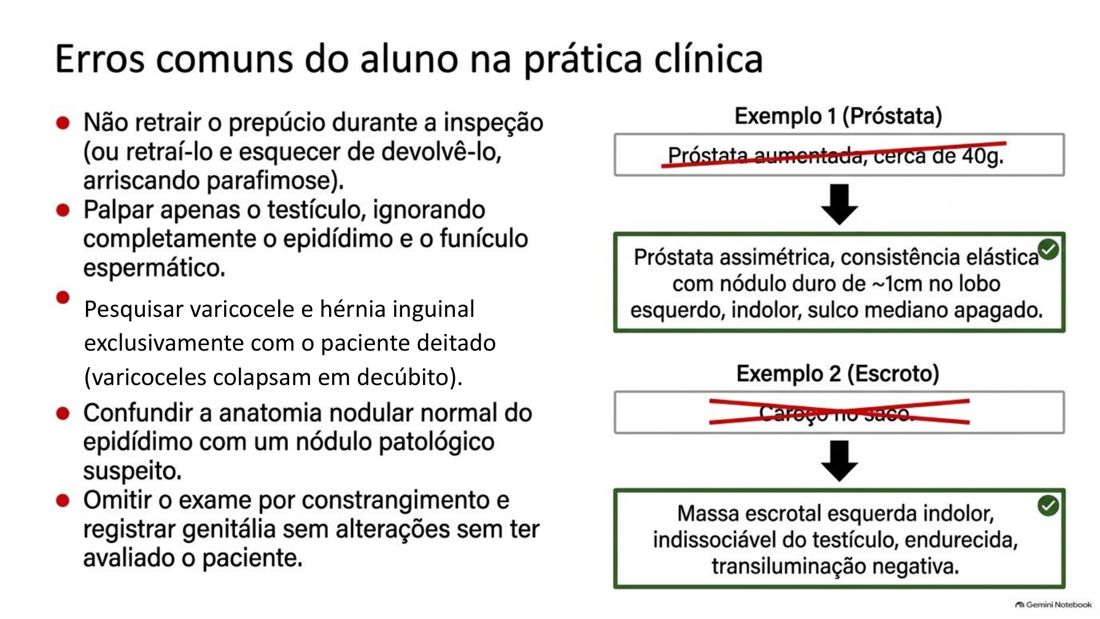 Erros comuns do aluno na prática clínica
Não retrair o prepúcio durante a inspeção
(ou retraí-lo e esquecer de devolvê-lo,
arriscando parafimose).
Palpar apenas o testículo, ignorando
completamente o epidídimo e o funículo
espermático.
Pesquisar varicocele e hérnia inguinal
exclusivamente com o paciente deitado
(varicoceles colapsam em decúbito).
Confundir a anatomia nodular normal do
epidídimo com um nódulo patológico
suspeito.
Omitir o exame por constrangimento e
registrar genitália sem alterações sem ter
avaliado o paciente.
Exemplo 1 (Próstata)
Próstata aumentada, cerca de 40g.
Próstata assimétrica, consistência elástica
com nódulo duro de ~1cm no lobo
esquerdo, indolor, sulco mediano apagado.
Exemplo 2 (Escroto)
Caroço no saco.
Massa escrotal esquerda indolor,
indissociável do testículo, endurecida,
transiluminação negativa.
Gemini Notebook